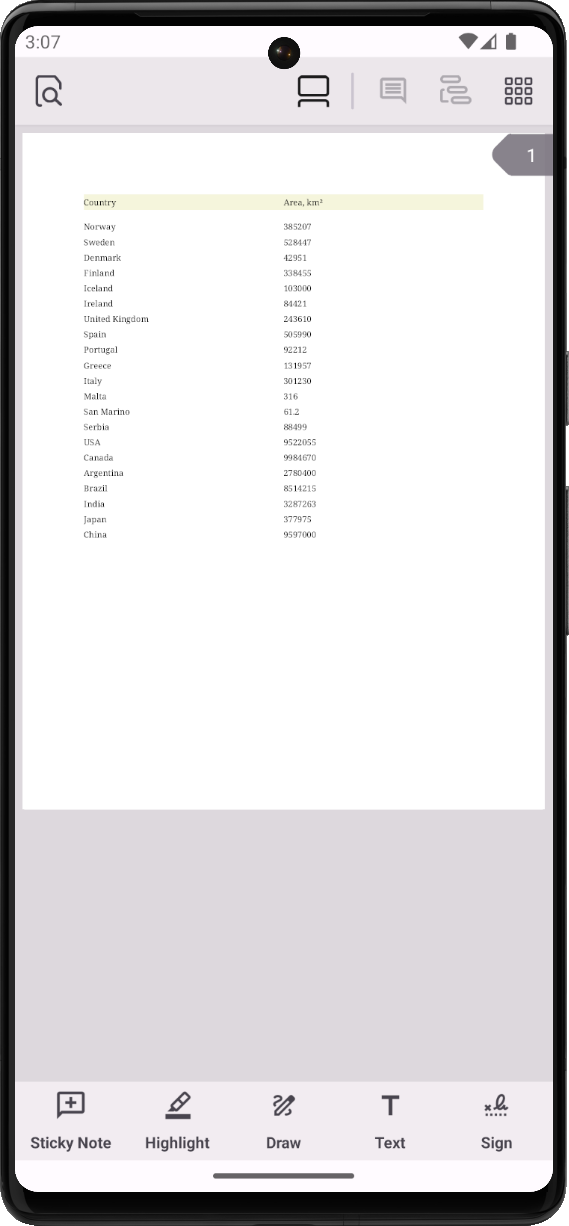 3:07
1
Country Area, km²
Norway 385207
Sweden 528447
Denmark 42951
Finland 338455
Iceland 103000
Ireland 84421
United Kingdom 243610
Spain 505990
Portugal 92212
Greece 131957
Italy 301230
Malta 316
San Marino 61.2
Serbia 88499
USA 9522055
Canada 9984670
Argentina 2780400
Brazil 8514215
India 3287263
Japan 377975
China 9597000
Sticky Note Highlight Draw Text Sign